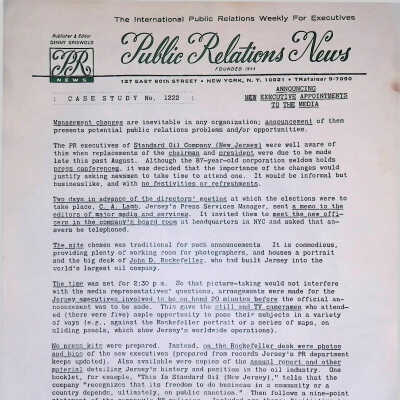 The International Public Relations Weekly For Executives
Publisher & Editor
DENNY GRISWOLD
PR
NEWS
Public Relations News
FOUNDED 1944
127 EAST 80TH STREET • NEW YORK, N. Y. 10021 • TRafalgar 9-7090
: CASE STUDY No. 1222 :
ANNOUNCING
NEW EXECUTIVE APPOINTMENTS
TO THE MEDIA
Management changes are inevitable in any organization; announcement of them
presents potential public relations problems and/or opportunities.
The PR executives of Standard Oil Company (New Jersey) were well aware of
this when replacements of the chairman and president were due to be made
late this past August. Although the 87-year-old corporation seldom holds
press conferences, it was decided that the importance of the changes would
justify asking newsmen to take time to attend one. It would be informal but
businesslike, and with no festivities or refreshments.
Two days in advance of the directors' meeting at which the elections were to
take place, C. A. Lamb, Jersey's Press Services Manager, sent a memo to the
editors of major media and services. It invited them to meet the new offi-
cers in the company's board room at headquarters in NYC and asked that an-
swers be telephoned.
The site chosen was traditional for such announcements. It is commodious,
providing plenty of working room for photographers, and houses a portrait
and the big desk of John D. Rockefeller, who had built Jersey into the
world's largest oil company.
The time was set for 2:30 p. m. So that picture-taking would not interfere
with the media representatives' questions, arrangements were made for the
Jersey executives involved to be on hand 20 minutes before the official an-
nouncement was to be made. This gave the still and TV cameramen who attend-
ed (there were five) ample opportunity to pose their subjects in a variety
of ways (e.g., against the Rockefeller portrait or a series of maps, on
sliding panels, which show Jersey's worldwide operations).
No press kits were prepared. Instead, on the Rockefeller desk were photos
and bios of the new executives (prepared from records Jersey's PR department
keeps updated). Also available were copies of the annual report and other
material detailing Jersey's history and position in the oil industry. One
booklet, for example, "This Is Standard Oil (New Jersey)," tells that the
company "recognizes that its freedom to do business in a community or a
country depends, ultimately, on public sanction." Then follows a nine-point